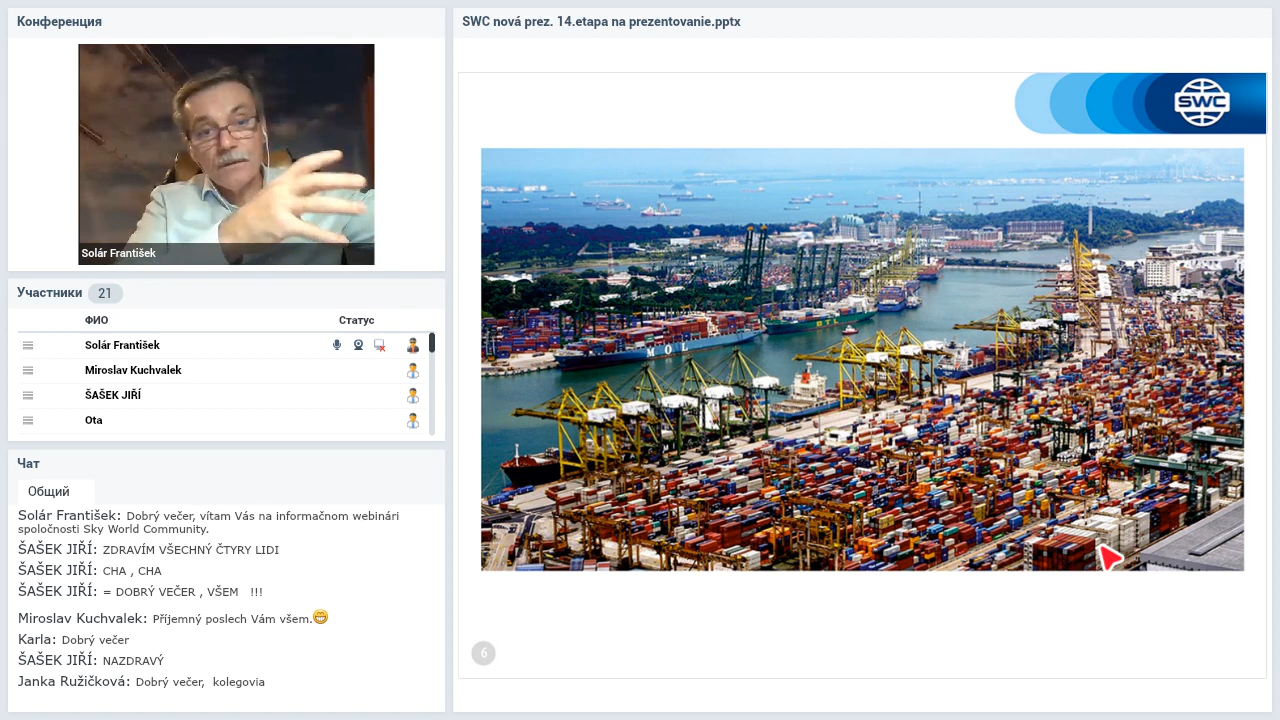 Конференция
Solár František
Участники 21
ФИО Статус
Solár František
Miroslav Kuchvalek
ŠAŠEK JIŘÍ
Ota
Чат
Общий
Solár František: Dobrý večer, vítam Vás na informačnom webinári
spoločnosti Sky World Community.
ŠAŠEK JIŘÍ: ZDRAVÍM VŠECHNÝ ČTYRY LIDI
ŠAŠEK JIŘÍ: CHA , CHA
ŠAŠEK JIŘÍ: = DOBRÝ VEČER , VŠEM !!!
Miroslav Kuchvalek: Příjemný poslech Vám všem.
Karla: Dobrý večer
ŠAŠEK JIŘÍ: NAZDRAVÝ
Janka Ružičková: Dobrý večer, kolegovia
SWC nová prez. 14.etapa na prezentovanie.pptx
SWC
MOL
6